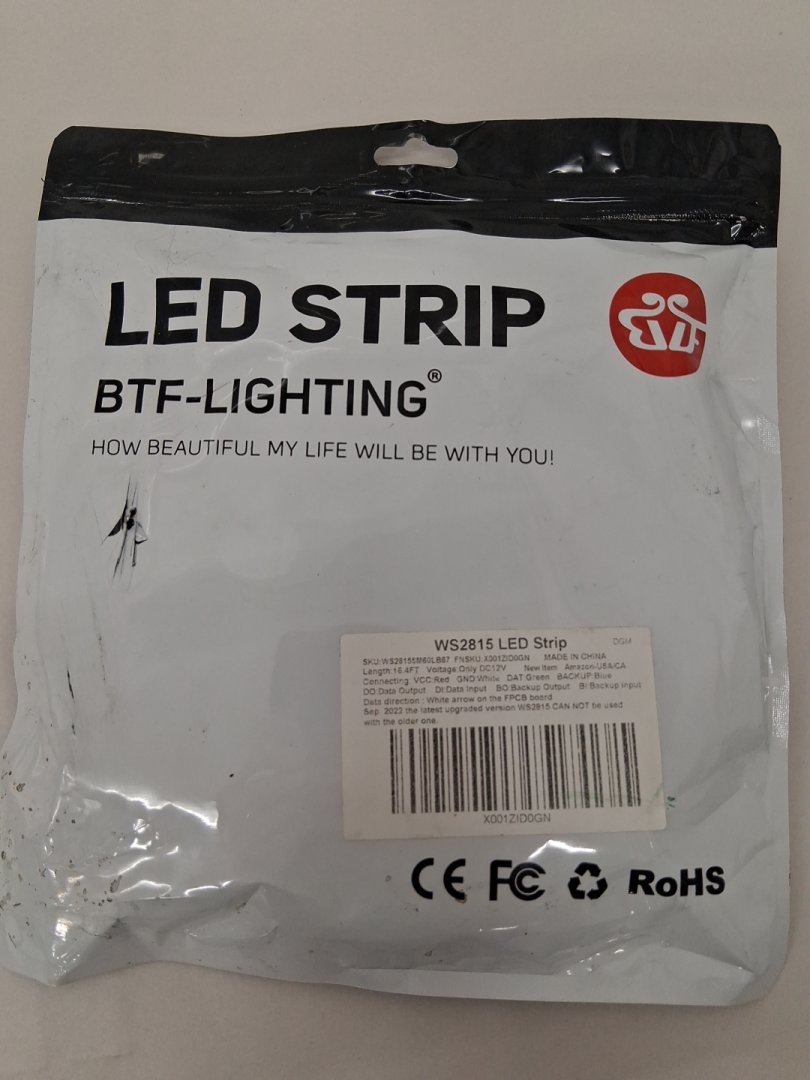 LED STRIP
BTF-LIGHTING®
HOW BEAUTIFUL MY LIFE WILL BE WITH YOU!
WS2815 LED Strip DGM
SKU:WS28155M60LB67 FNSKU:X001ZID0GN MADE IN CHINA
Length:16.4FT Voltage:Only DC12V New Item Amazon-USA/CA
Connecting: VCC:Red GND:White DAT:Green BACKUP:Blue
DO:Data Output DI:Data Input BO:Backup Output BI:Backup Input
Data direction : White arrow on the FPCB board
Sep. 2022 the latest upgraded version WS2815 CAN NOT be used
with the older one.
X001ZID0GN
CE FC RoHS